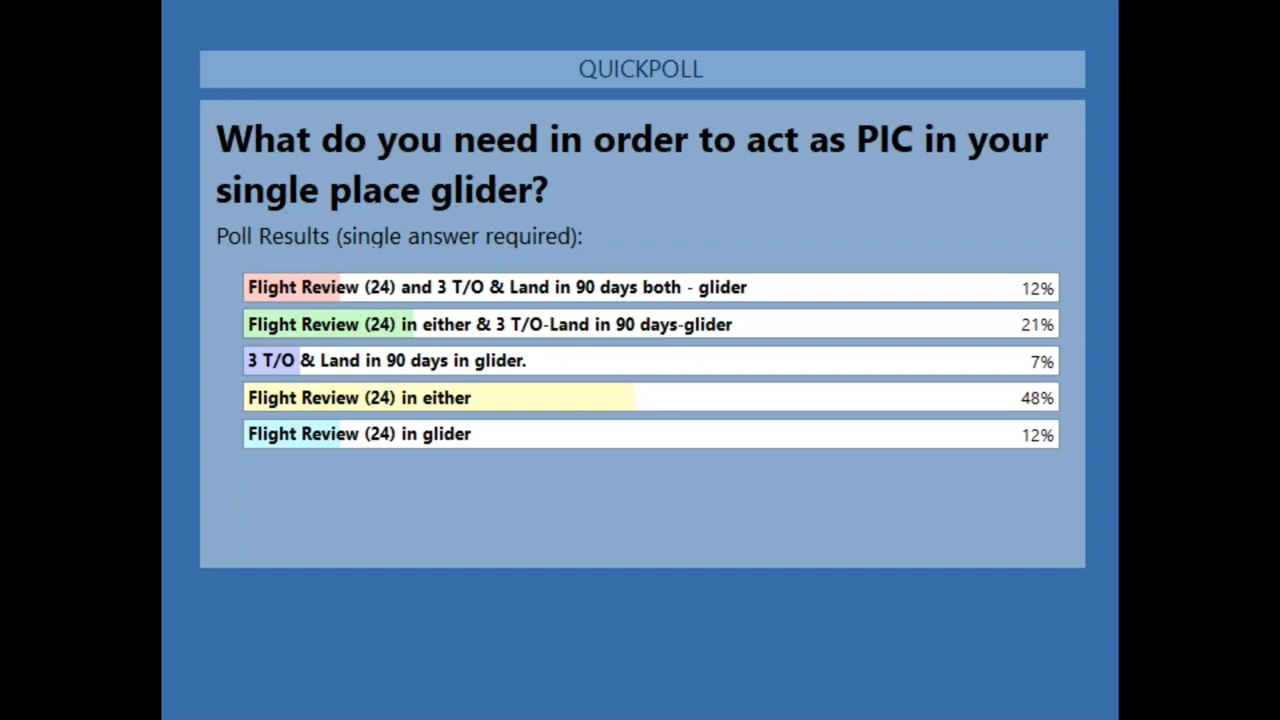 QUICKPOLL
What do you need in order to act as PIC in your
single place glider?
Poll Results (single answer required):
Flight Review (24) and 3 T/O & Land in 90 days both - glider 12%
Flight Review (24) in either & 3 T/O-Land in 90 days-glider 21%
3 T/O & Land in 90 days in glider. 7%
Flight Review (24) in either 48%
Flight Review (24) in glider 12%